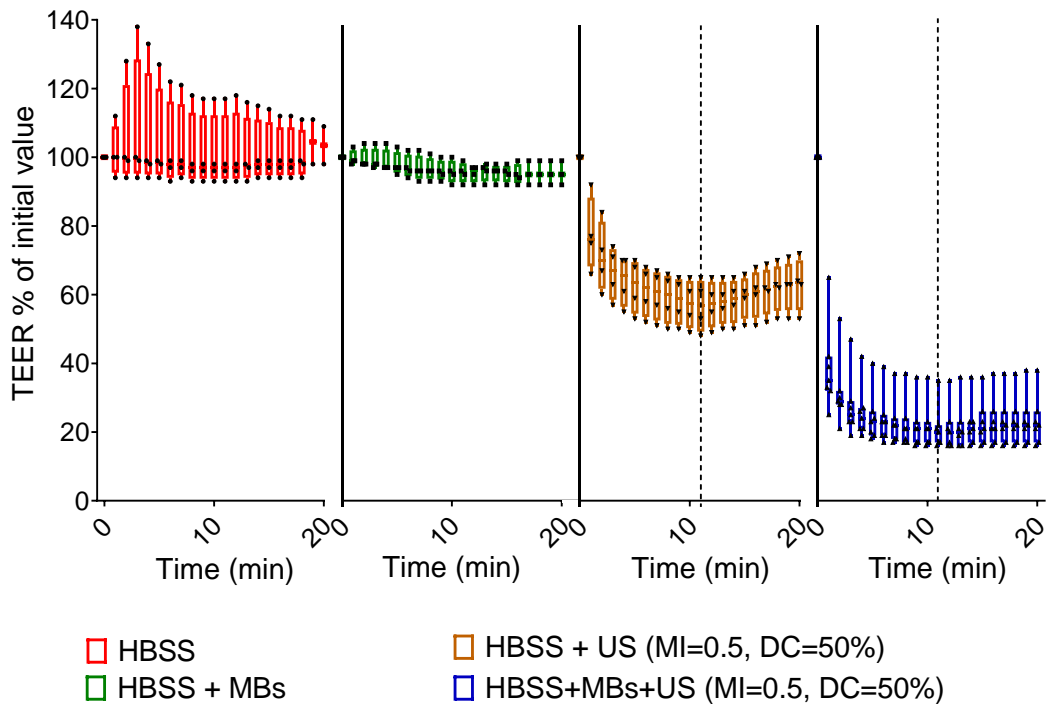 TEER % of initial value
140
120
100
80
60
40
20
0
0 10 20 0 10 20 0 10 20 0 10 20
Time (min) Time (min) Time (min) Time (min)
HBSS
HBSS + MBs
HBSS + US (MI=0.5, DC=50%)
HBSS+MBs+US (MI=0.5, DC=50%)